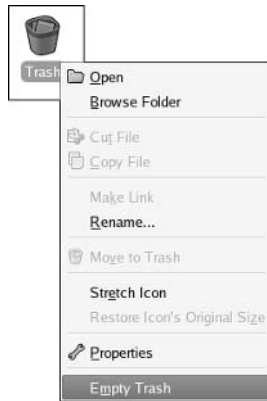 Trash
Open
Browse Folder
Cut File
Copy File
Make Link
Rename...
Move to Trash
Stretch Icon
Restore Icon's Original Size
Properties
Empty Trash